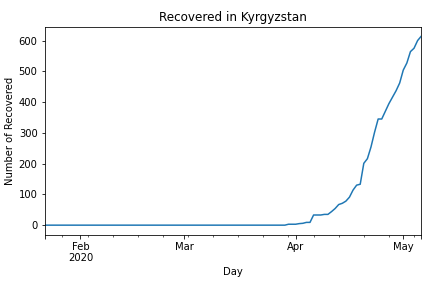 Recovered in Kyrgyzstan
Number of Recovered
600
500
400
300
200
100
0
Feb
2020
Mar
Apr
May
Day